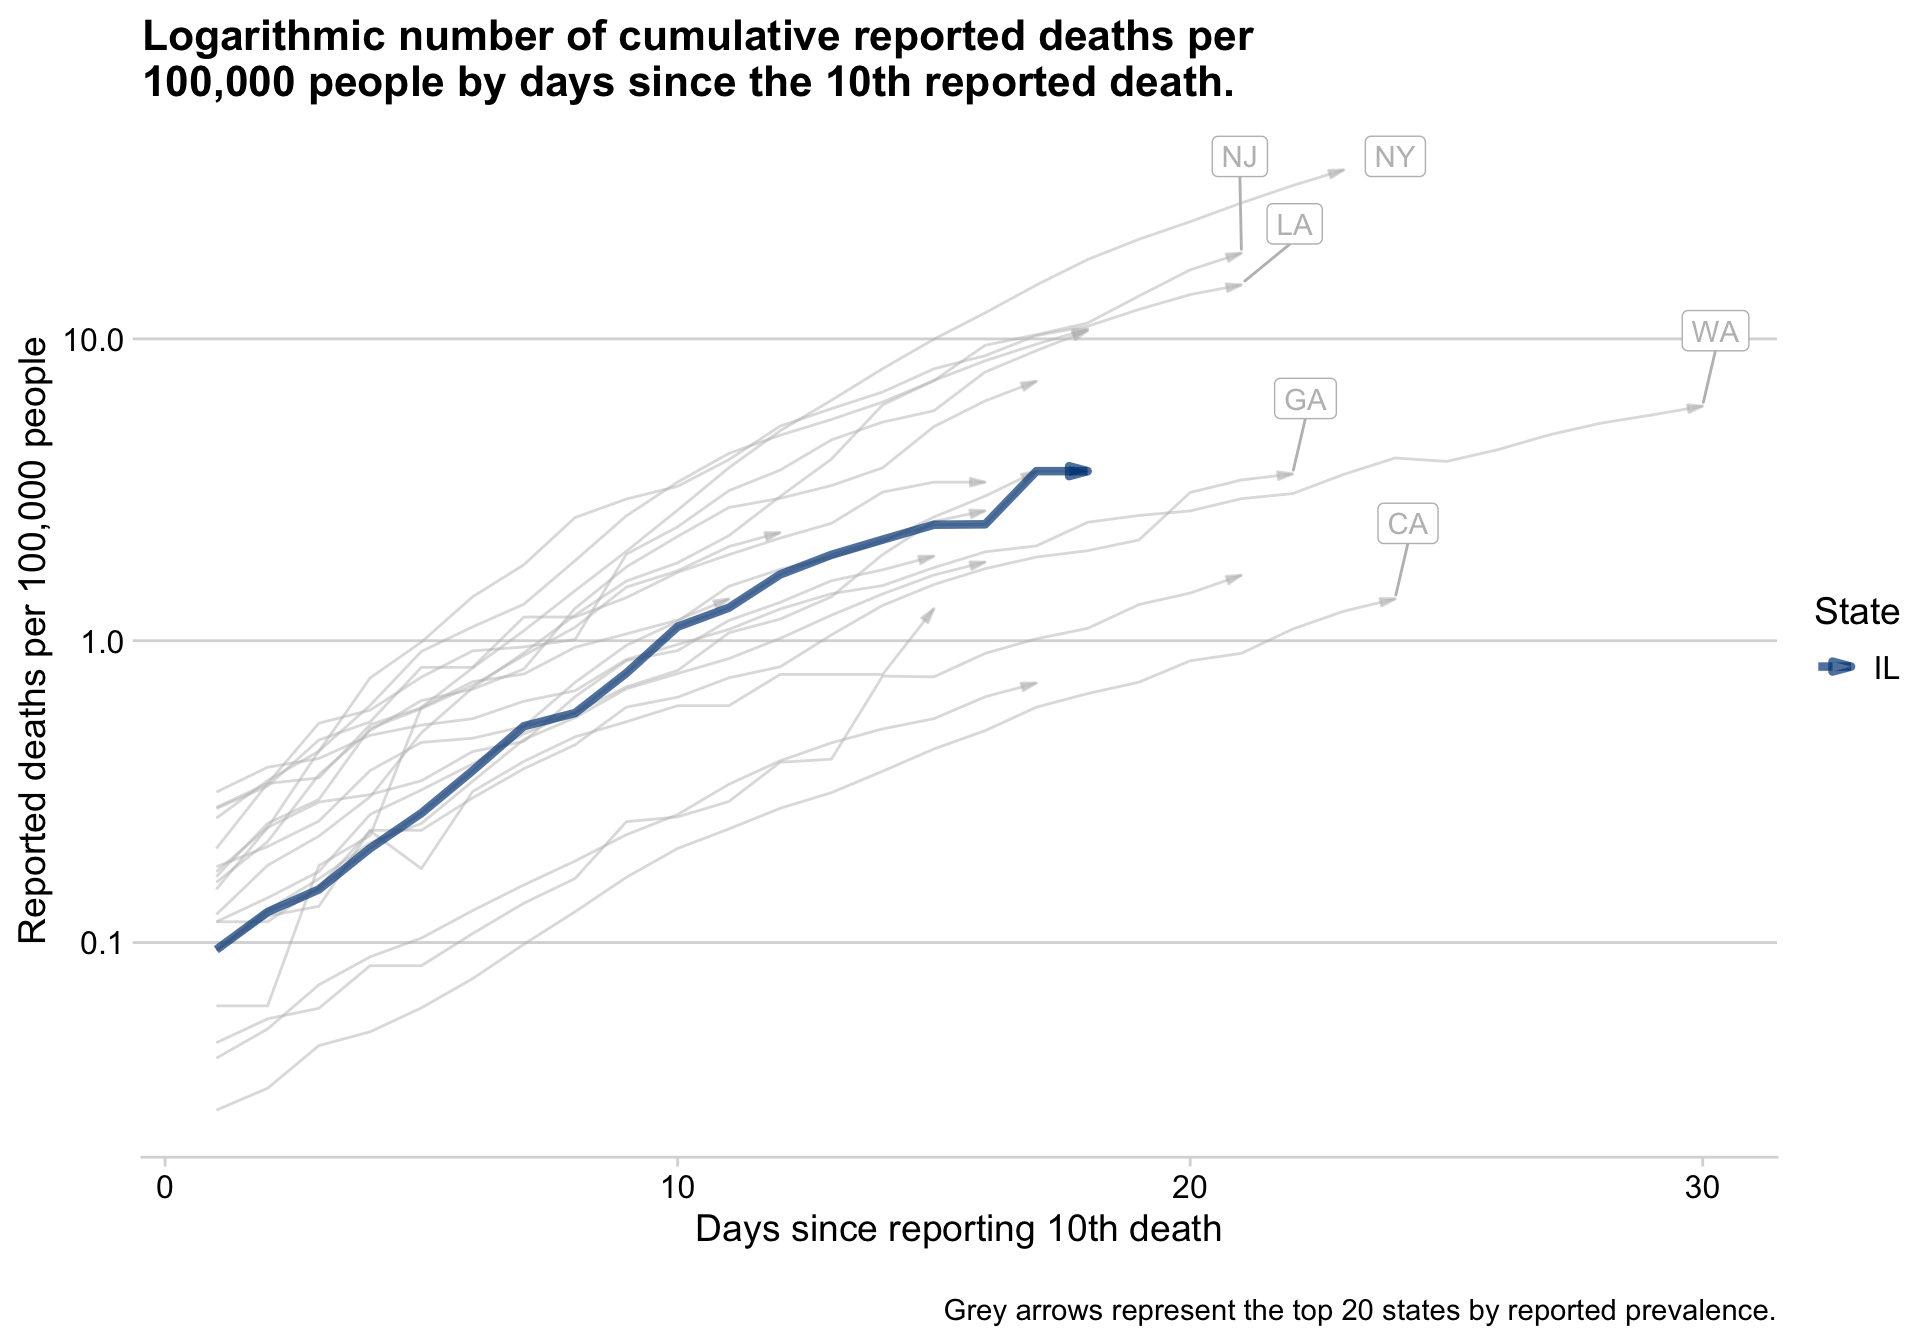 Logarithmic number of cumulative reported deaths per
100,000 people by days since the 10th reported death.
NJ
NY
LA
WA
GA
CA
Reported deaths per 100,000 people
10.0
1.0
0.1
State
IL
0
10
20
30
Days since reporting 10th death
Grey arrows represent the top 20 states by reported prevalence.